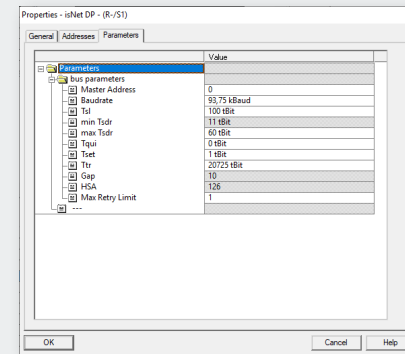 Properties - isNet DP - (R-/S1)
General Addresses Parameters
Value
Parameters
bus parameters
Master Address 0
Baudrate 93,75 kBaud
Tsl 100 tBit
min Tsdr 11 tBit
max Tsdr 60 tBit
Tqui 0 tBit
Tset 1 tBit
Ttr 20725 tBit
Gap 10
HSA 126
Max Retry Limit 1
---
OK Cancel Help